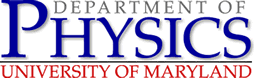 DEPARTMENT OF
PHYSICS
UNIVERSITY OF MARYLAND